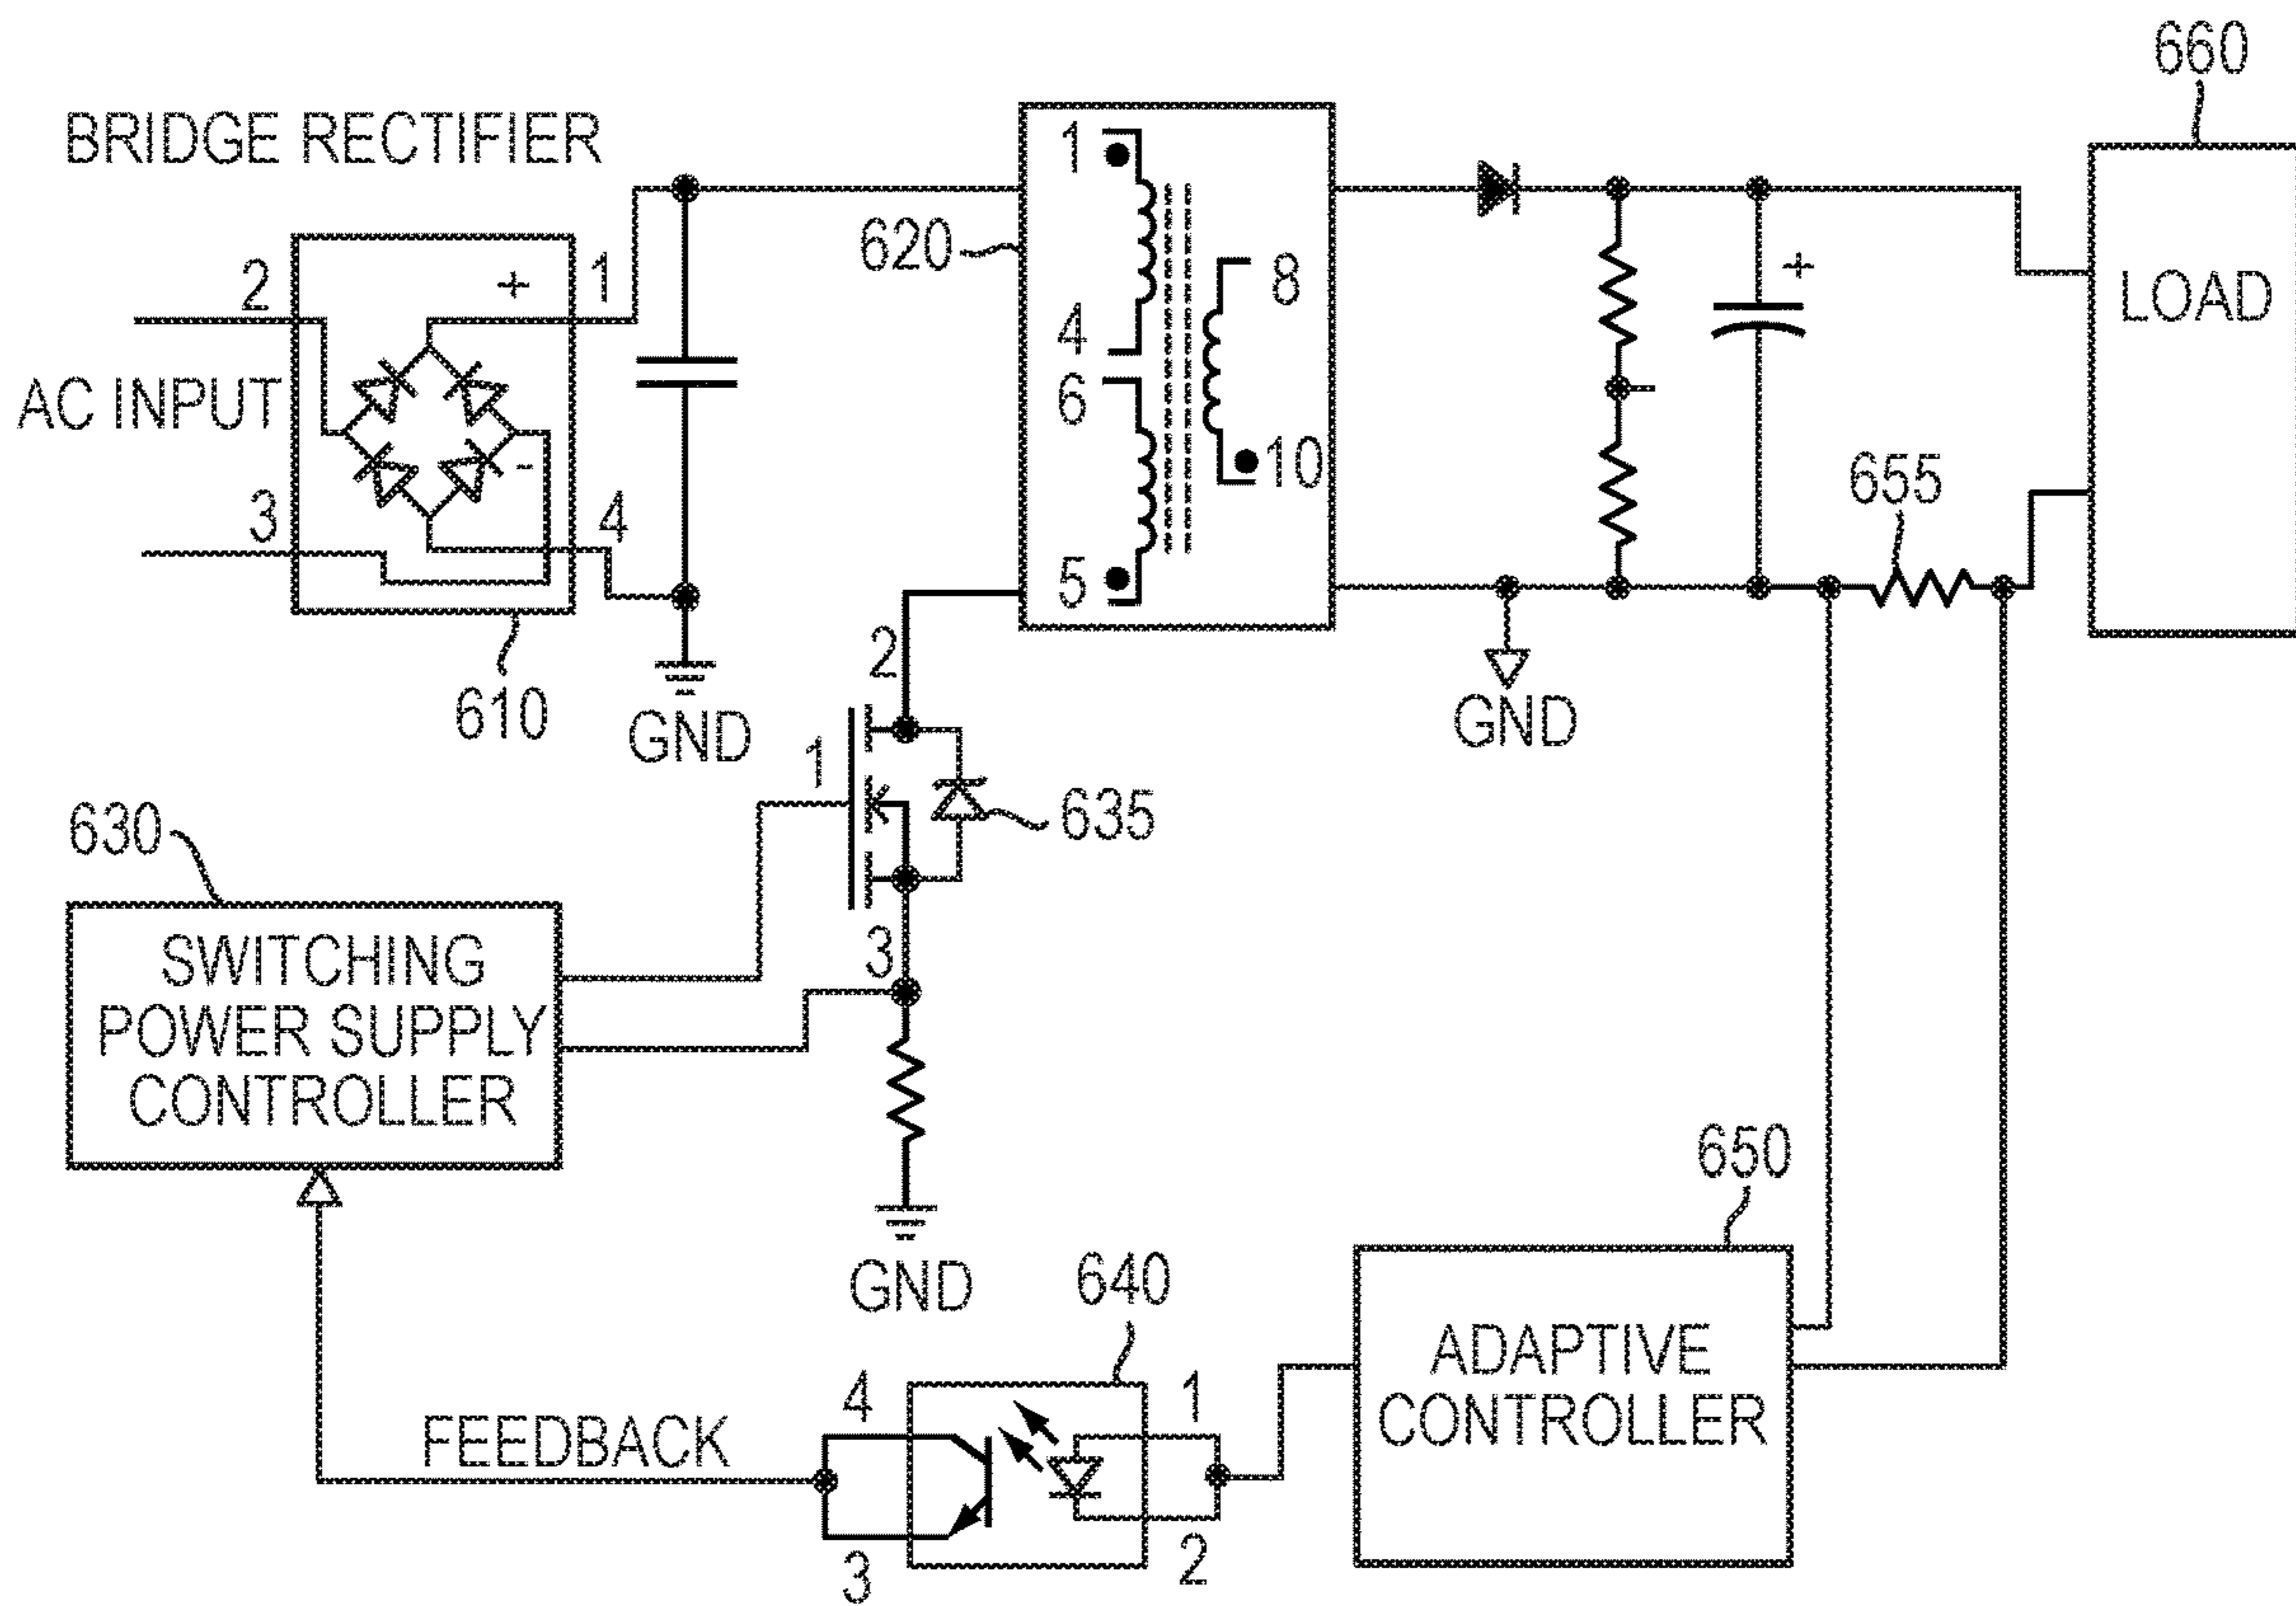 660
BRIDGE RECTIFIER
1
620
LOAD
2
+
1
8
+
4
AC INPUT
6
10
-
655
3
4
5
2
610
GND
GND
1
635
630
3
SWITCHING
POWER SUPPLY
CONTROLLER
650
GND
640
ADAPTIVE
CONTROLLER
4
1
FEEDBACK
3
2